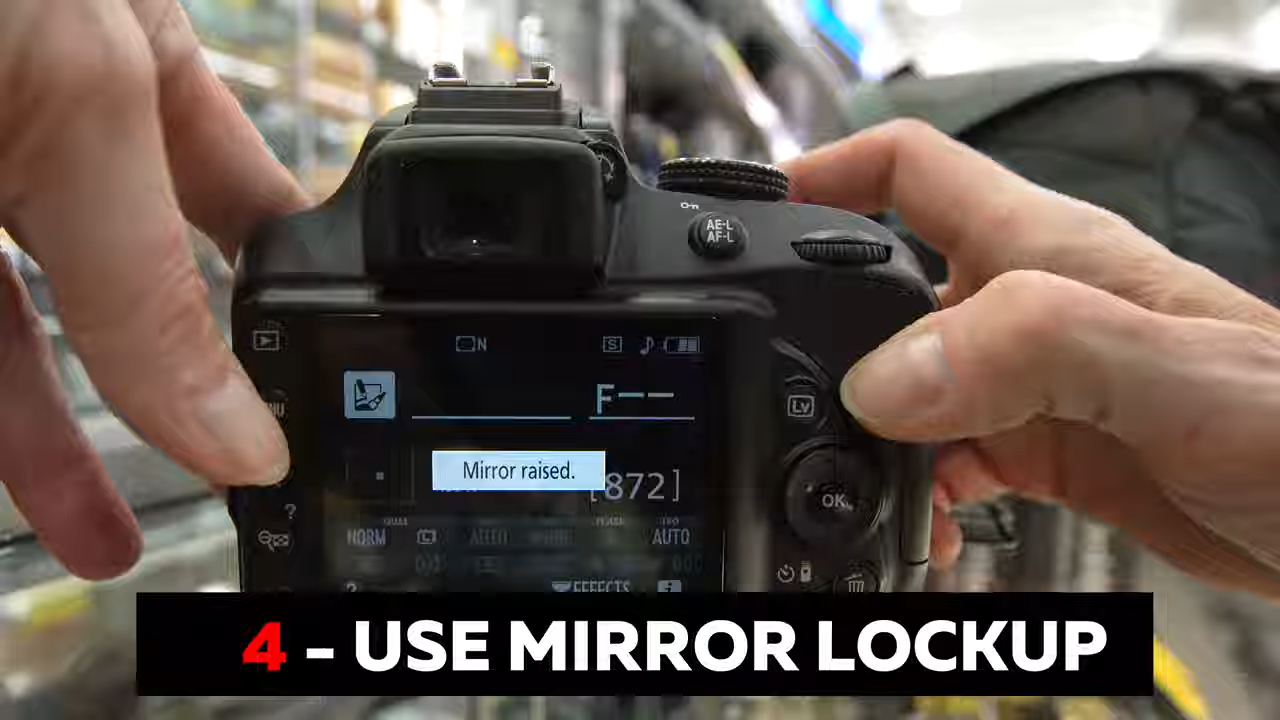 AE-L
AF-L
N
S
F--
Lv
Mirror raised.
[872]
OK
?
NORM
AUTO
EFFECTS
i
?
4 - USE MIRROR LOCKUP